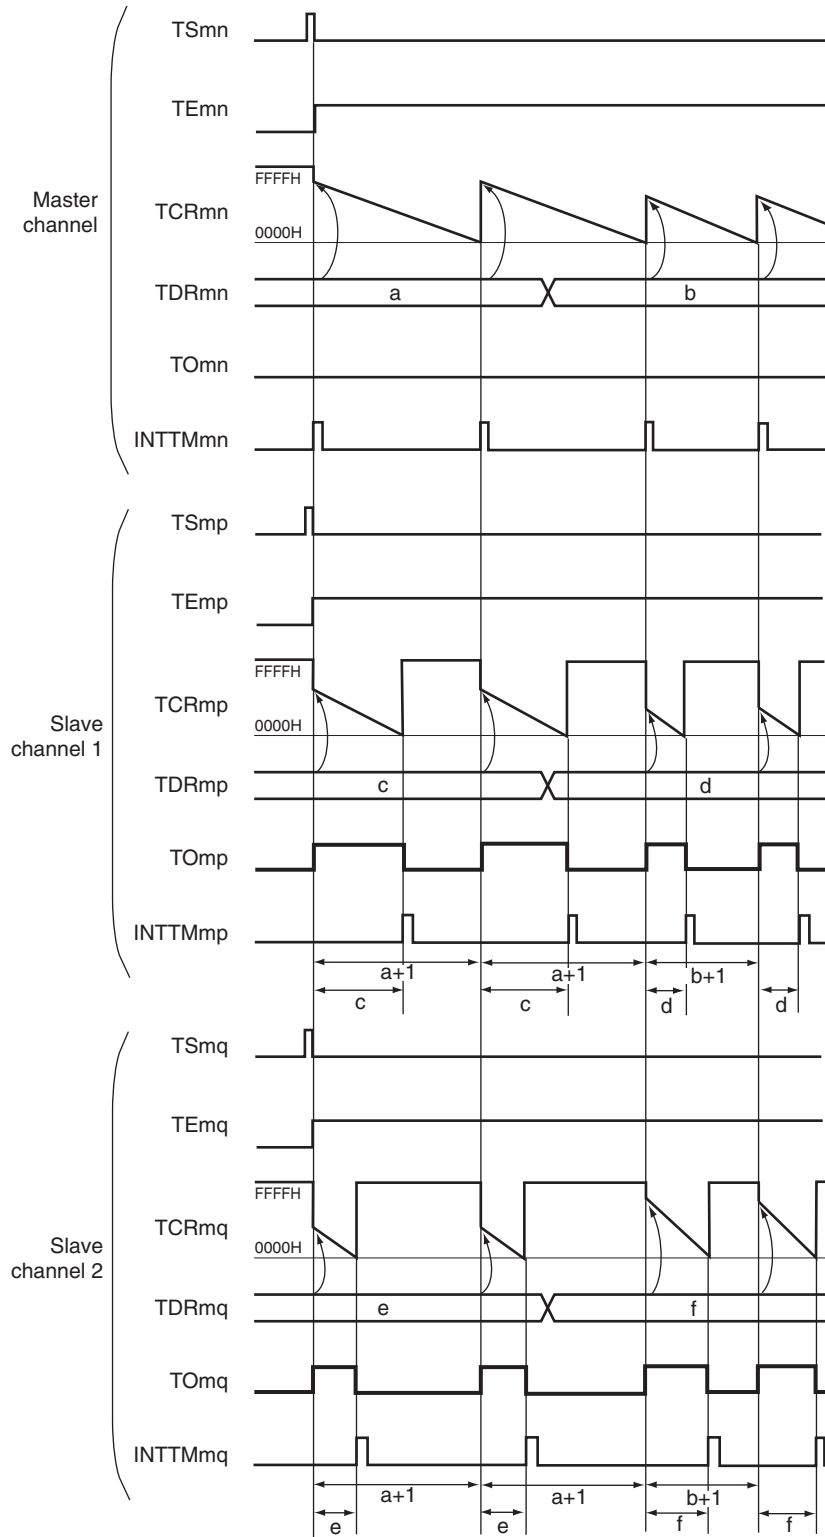 TSmn
TEmn
FFFFH
Master
channel
TCRmn
0000H
TDRmn
a
b
TOmn
INTTMmn
TSmp
TEmp
FFFFH
TCRmp
Slave
channel 1
0000H
TDRmp
c
d
TOmp
INTTMmp
a+1
a+1
b+1
c
c
d
d
TSmq
TEmq
FFFFH
TCRmq
Slave
channel 2
0000H
TDRmq
e
f
TOmq
INTTMmq
a+1
a+1
b+1
e
e
f
f